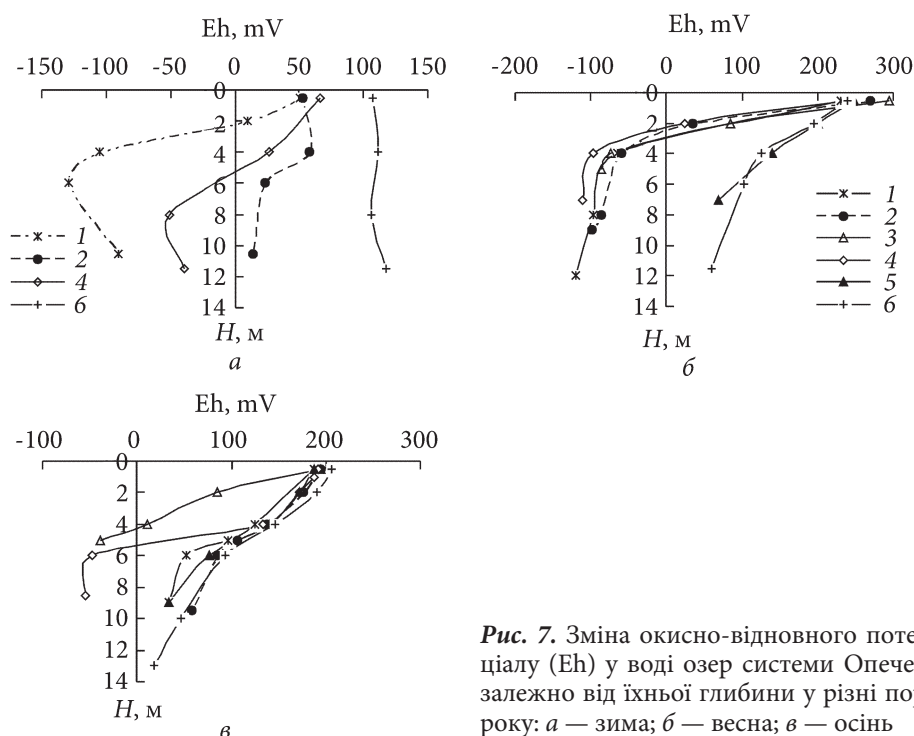 Eh, mV
-150 -100 -50 0 50 100 150
0
2
4
6
8
10
12
14
1
2
4
6
H, м
а
Eh, mV
-200 -100 0 100 200 300
0
2
4
6
8
10
12
14
1
2
3
4
5
6
H, м
б
Eh, mV
-100 0 100 200 300
0
2
4
6
8
10
12
14
H, м
в
Рис. 7. Зміна окисно-відновного поте
ціалу (Eh) у воді озер системи Опече
залежно від їхньої глибини у різні по
року: а — зима; б — весна; в — осінь